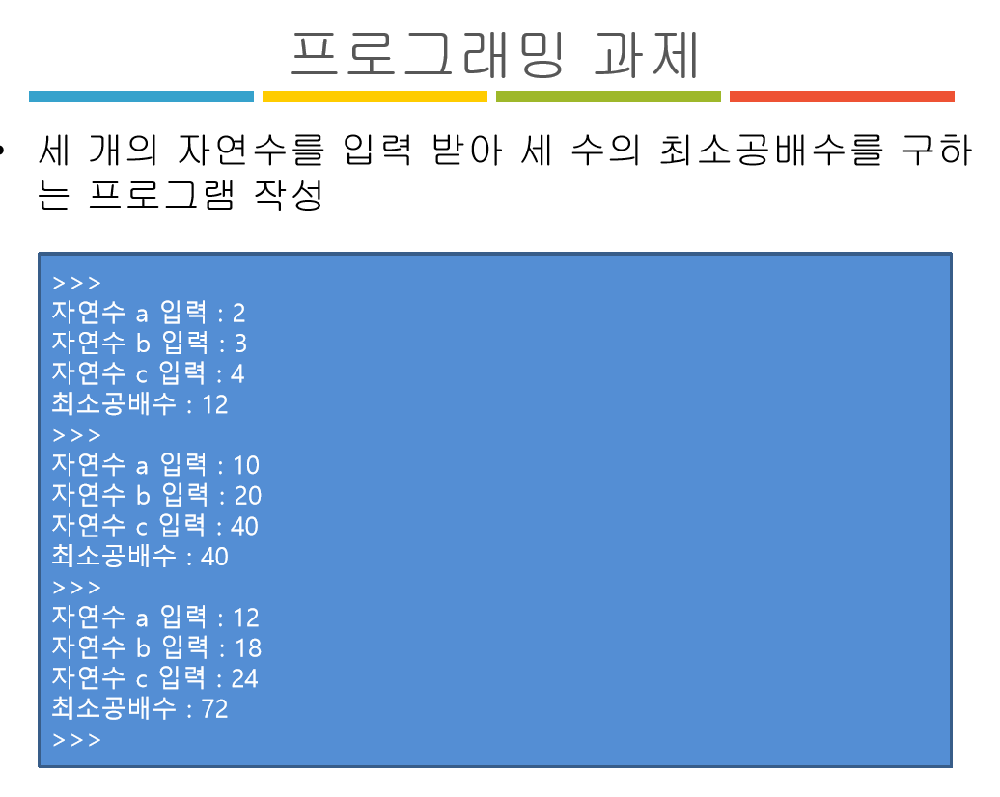 프로그래밍 과제
• 세 개의 자연수를 입력 받아 세 수의 최소공배수를 구하
는 프로그램 작성
>>>
자연수 a 입력 : 2
자연수 b 입력 : 3
자연수 c 입력 : 4
최소공배수 : 12
>>>
자연수 a 입력 : 10
자연수 b 입력 : 20
자연수 c 입력 : 40
최소공배수 : 40
>>>
자연수 a 입력 : 12
자연수 b 입력 : 18
자연수 c 입력 : 24
최소공배수 : 72
>>>